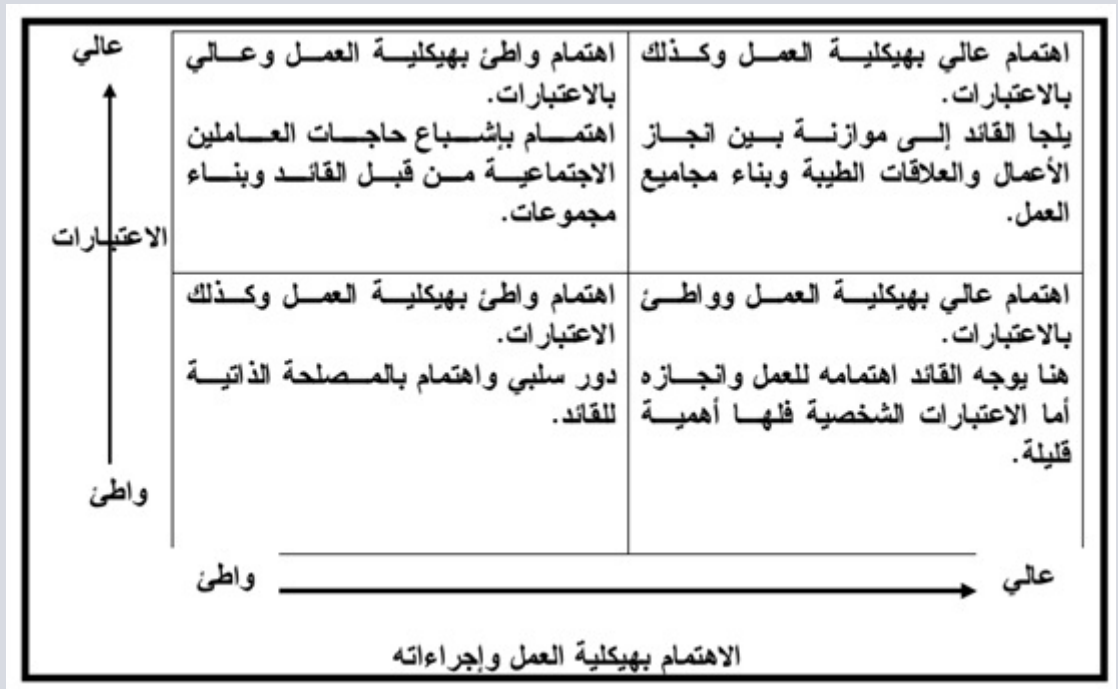 عالي
اهتمام عالي بهيكلية العمل وكذلك
بالاعتبارات.
يلجا القائد إلى موازنة بين انجاز
الأعمال والعلاقات الطيبة وبناء مجاميع
العمل.
اهتمام واطئ بهيكلية العمل وعالي
بالاعتبارات.
اهتمام بإشباع حاجات العاملين
الاجتماعية من قبل القائد وبناء
مجموعات.
الاعتبارات
اهتمام عالي بهيكلية العمل وواطئ
بالاعتبارات.
هنا يوجه القائد اهتمامه للعمل وانجازه
أما الاعتبارات الشخصية فلها أهمية
قليلة.
اهتمام واطئ بهيكلية العمل وكذلك
الاعتبارات.
دور سلبي واهتمام بالمصلحة الذاتية
للقائد.
واطئ
عالي
واطئ
الاهتمام بهيكلية العمل وإجراءاته